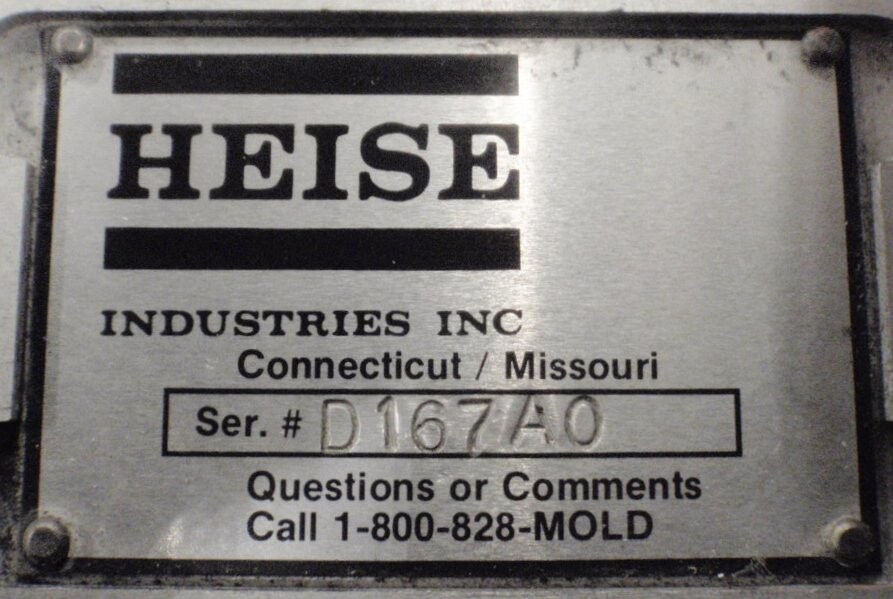 HEISE
INDUSTRIES INC
Connecticut / Missouri
Ser. # D167A0
Questions or Comments
Call 1-800-828-MOLD